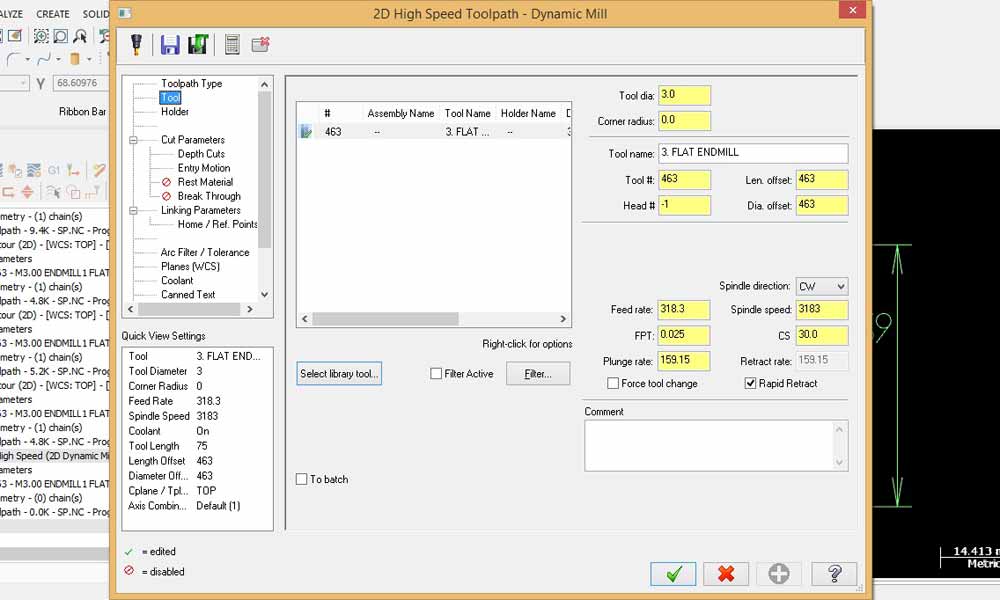 2D High Speed Toolpath - Dynamic Mill
ALYZE CREATE SOLID
Y 68.60976
Ribbon Bar
G1
metry - (1) chain(s)
lpath - 9.4K - SP.NC - Prog
tour (2D) - [WCS: TOP] - [
ameters
63 - M3.00 ENDMILL1 FLAT
metry - (1) chain(s)
lpath - 4.8K - SP.NC - Prog
ameters
63 - M3.00 ENDMILL1 FLAT
metry - (1) chain(s)
lpath - 5.2K - SP.NC - Prog
tour (2D) - [WCS: TOP] - [
ameters
63 - M3.00 ENDMILL1 FLAT
metry - (1) chain(s)
lpath - 4.8K - SP.NC - Prog
High Speed (2D Dynamic Mi
ameters
63 - M3.00 ENDMILL1 FLAT
metry - (0) chain(s)
lpath - 0.0K - SP.NC - Prog
Toolpath Type
Tool
Holder
Cut Parameters
Depth Cuts
Entry Motion
Rest Material
Break Through
Linking Parameters
Home / Ref. Points
Arc Filter / Tolerance
Planes (WCS)
Coolant
Canned Text
Quick View Settings
Tool 3. FLAT END...
Tool Diameter 3
Corner Radius 0
Feed Rate 318.3
Spindle Speed 3183
Coolant On
Tool Length 75
Length Offset 463
Diameter Off... 463
Cplane / Tpl... TOP
Axis Combin... Default (1)
= edited
= disabled
# Assembly Name Tool Name Holder Name D
463 -- 3. FLAT ... -- 3
Right-click for options
Select library tool...
Filter Active
Filter...
To batch
Tool dia: 3.0
Corner radius: 0.0
Tool name: 3. FLAT ENDMILL
Tool #: 463 Len. offset: 463
Head # -1 Dia. offset: 463
Spindle direction: CW
Feed rate: 318.3 Spindle speed: 3183
FPT: 0.025 CS 30.0
Plunge rate: 159.15 Retract rate: 159.15
Force tool change Rapid Retract
Comment
14.413 m
Metric